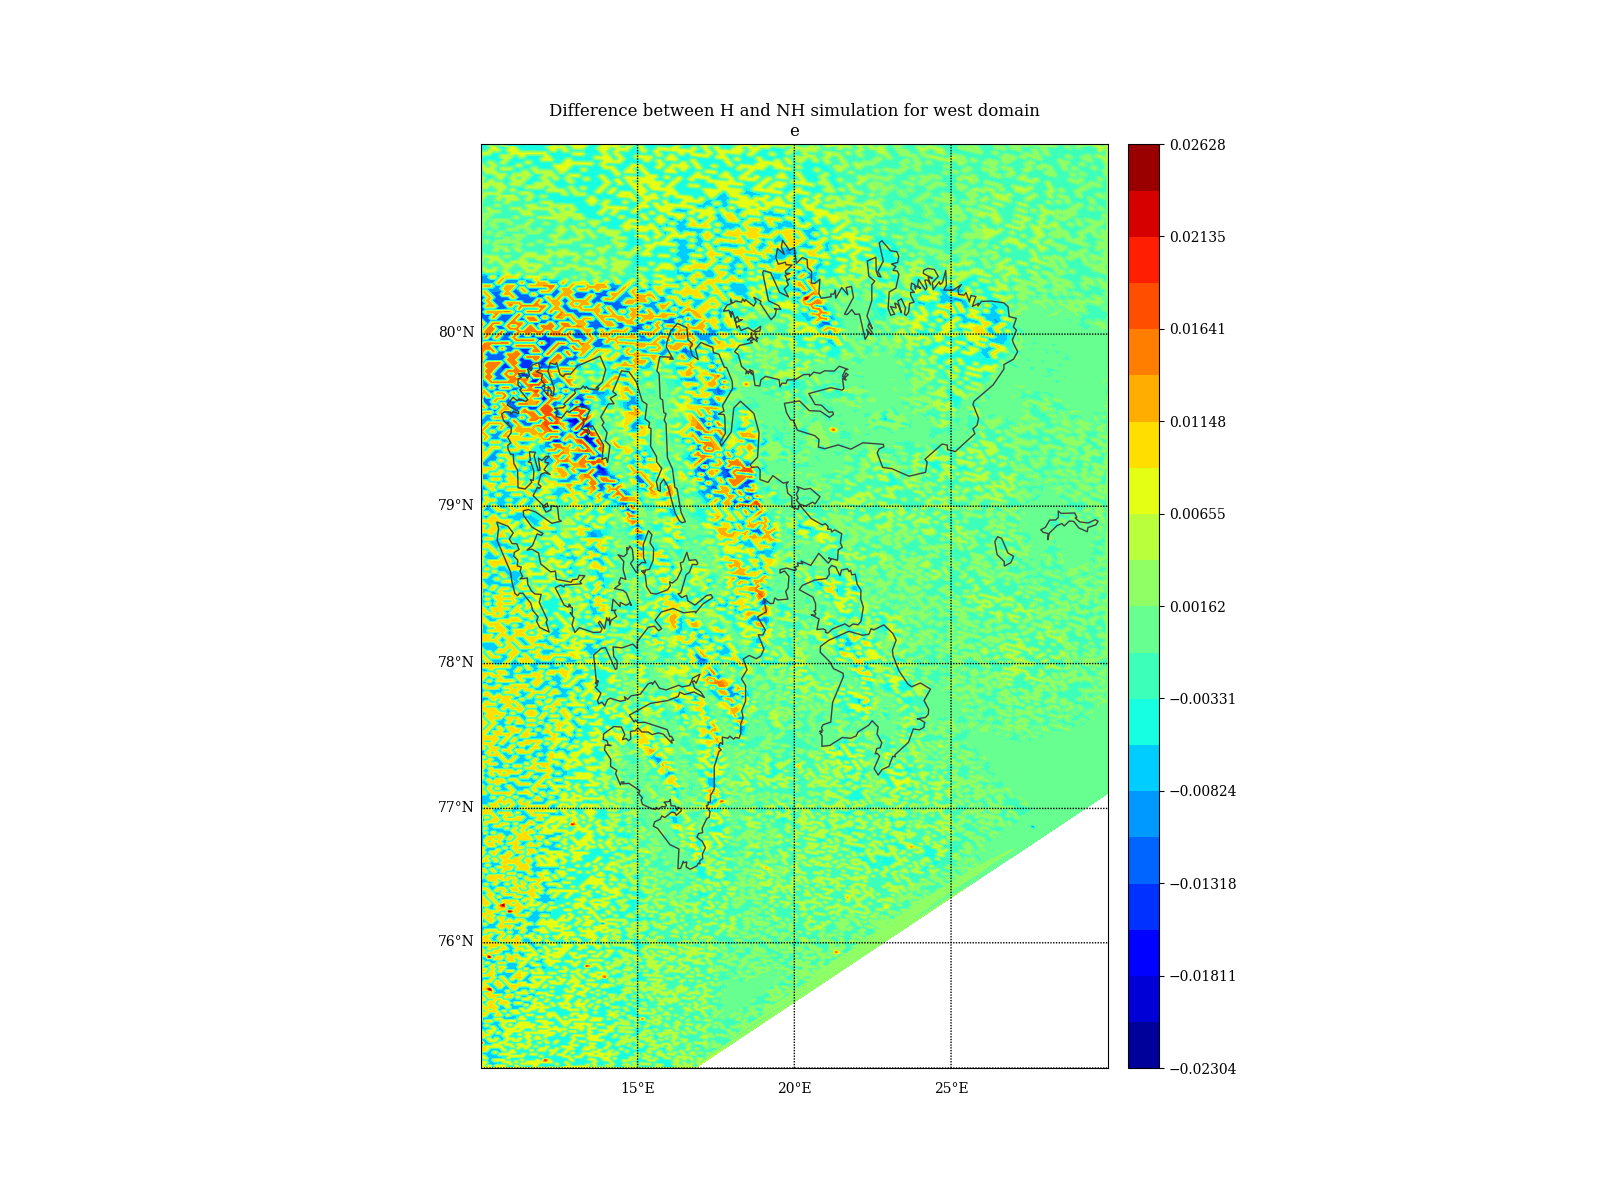 Difference between H and NH simulation for west domain
e
80°N
79°N
78°N
77°N
76°N
15°E
20°E
25°E
0.02628
0.02135
0.01641
0.01148
0.00655
0.00162
−0.00331
−0.00824
−0.01318
−0.01811
−0.02304